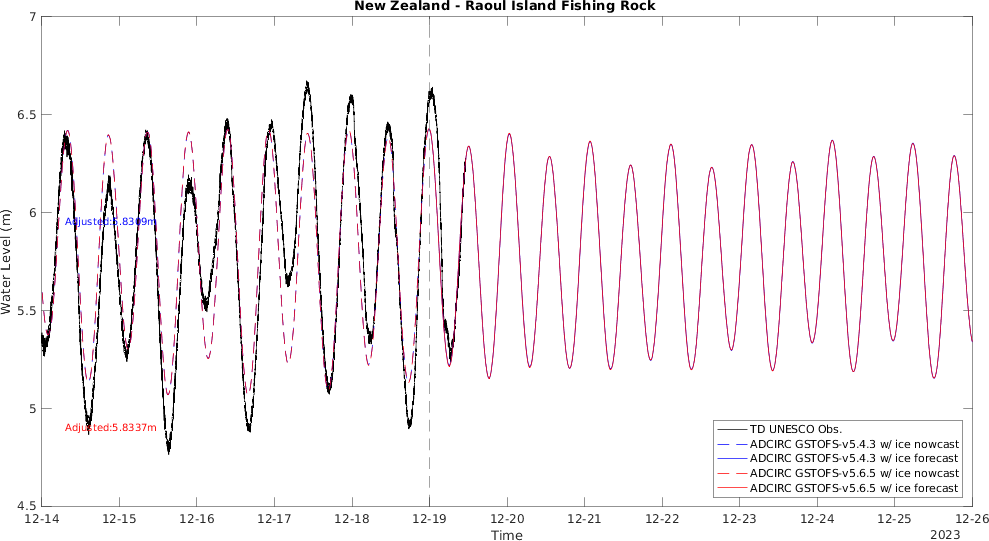 New Zealand - Raoul Island Fishing Rock
7
6.5
6
5.5
5
4.5
Water Level (m)
Adjusted:5.8309m
Adjusted:5.8337m
TD UNESCO Obs.
ADCIRC GSTOFS-v5.4.3 w/ ice nowcast
ADCIRC GSTOFS-v5.4.3 w/ ice forecast
ADCIRC GSTOFS-v5.6.5 w/ ice nowcast
ADCIRC GSTOFS-v5.6.5 w/ ice forecast
12-14 12-15 12-16 12-17 12-18 12-19 12-20 12-21 12-22 12-23 12-24 12-25 12-26
Time
2023